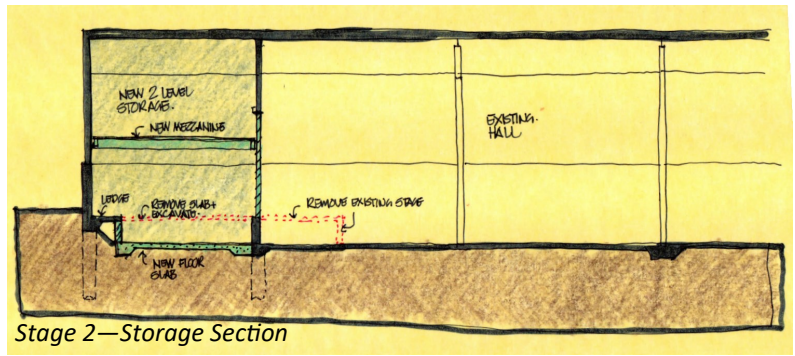 NEW 2 LEVEL
STORAGE.
NEW MEZZANINE
EXISTING.
HALL
LEDGE
REMOVE SLAB +
EXCAVATE.
REMOVE EXISTING STAGE
NEW FLOOR
SLAB
Stage 2—Storage Section